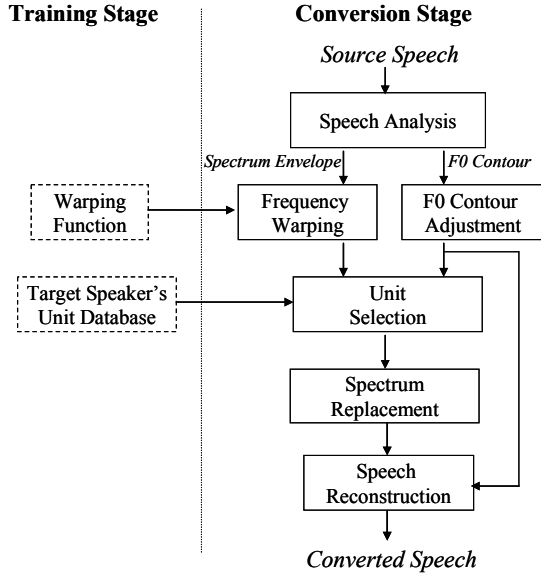 Training Stage
Conversion Stage
Source Speech
Speech Analysis
Spectrum Envelope
F0 Contour
Warping
Function
Frequency
Warping
F0 Contour
Adjustment
Target Speaker's
Unit Database
Unit
Selection
Spectrum
Replacement
Speech
Reconstruction
Converted Speech